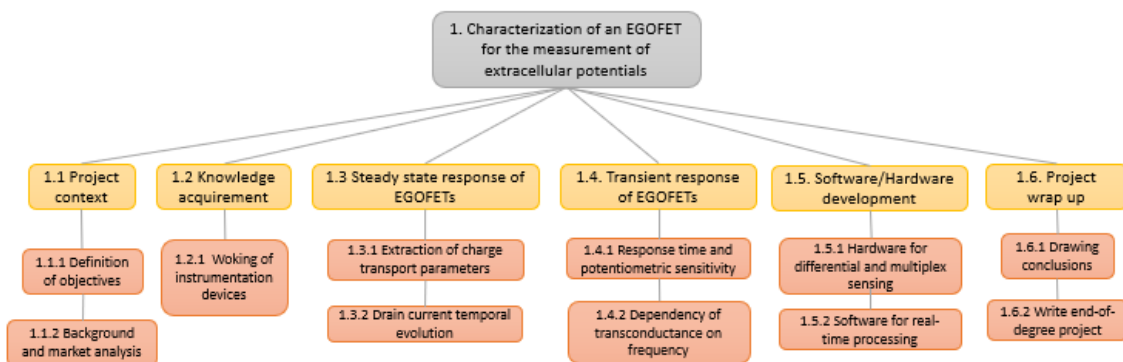 1. Characterization of an EGOFET
for the measurement of
extracellular potentials
1.1 Project
context
1.2 Knowledge
acquirement
1.3 Steady state response of
EGOFETs
1.4. Transient response
of EGOFETs
1.5. Software/Hardware
development
1.6. Project
wrap up
1.1.1 Definition
of objectives
1.1.2 Background
and market analysis
1.2.1 Woking of
instrumentation
devices
1.3.1 Extraction of charge
transport parameters
1.3.2 Drain current temporal
evolution
1.4.1 Response time and
potentiometric sensitivity
1.4.2 Dependency of
transconductance on
frequency
1.5.1 Hardware for
differential and multiplex
sensing
1.5.2 Software for real-
time processing
1.6.1 Drawing
conclusions
1.6.2 Write end-of-
degree project